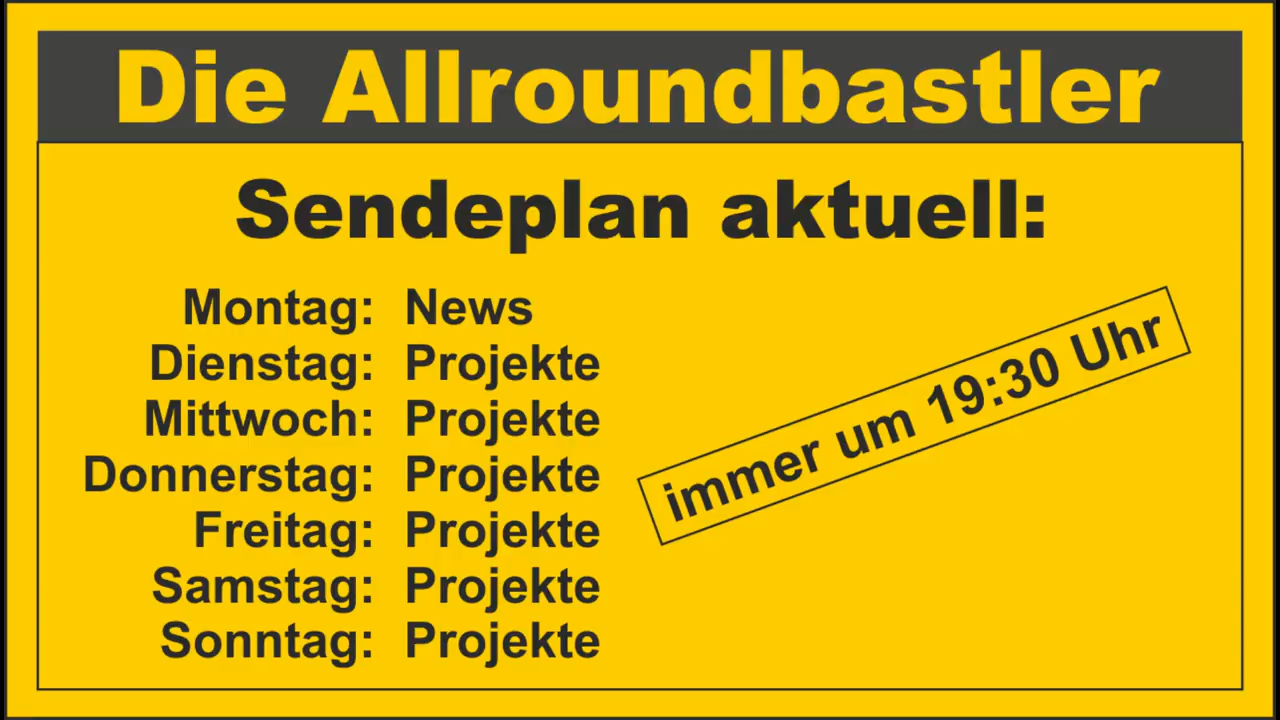 Die Allroundbastler
Sendeplan aktuell:
Montag: News
Dienstag: Projekte
Mittwoch: Projekte
Donnerstag: Projekte
Freitag: Projekte
Samstag: Projekte
Sonntag: Projekte
immer um 19:30 Uhr